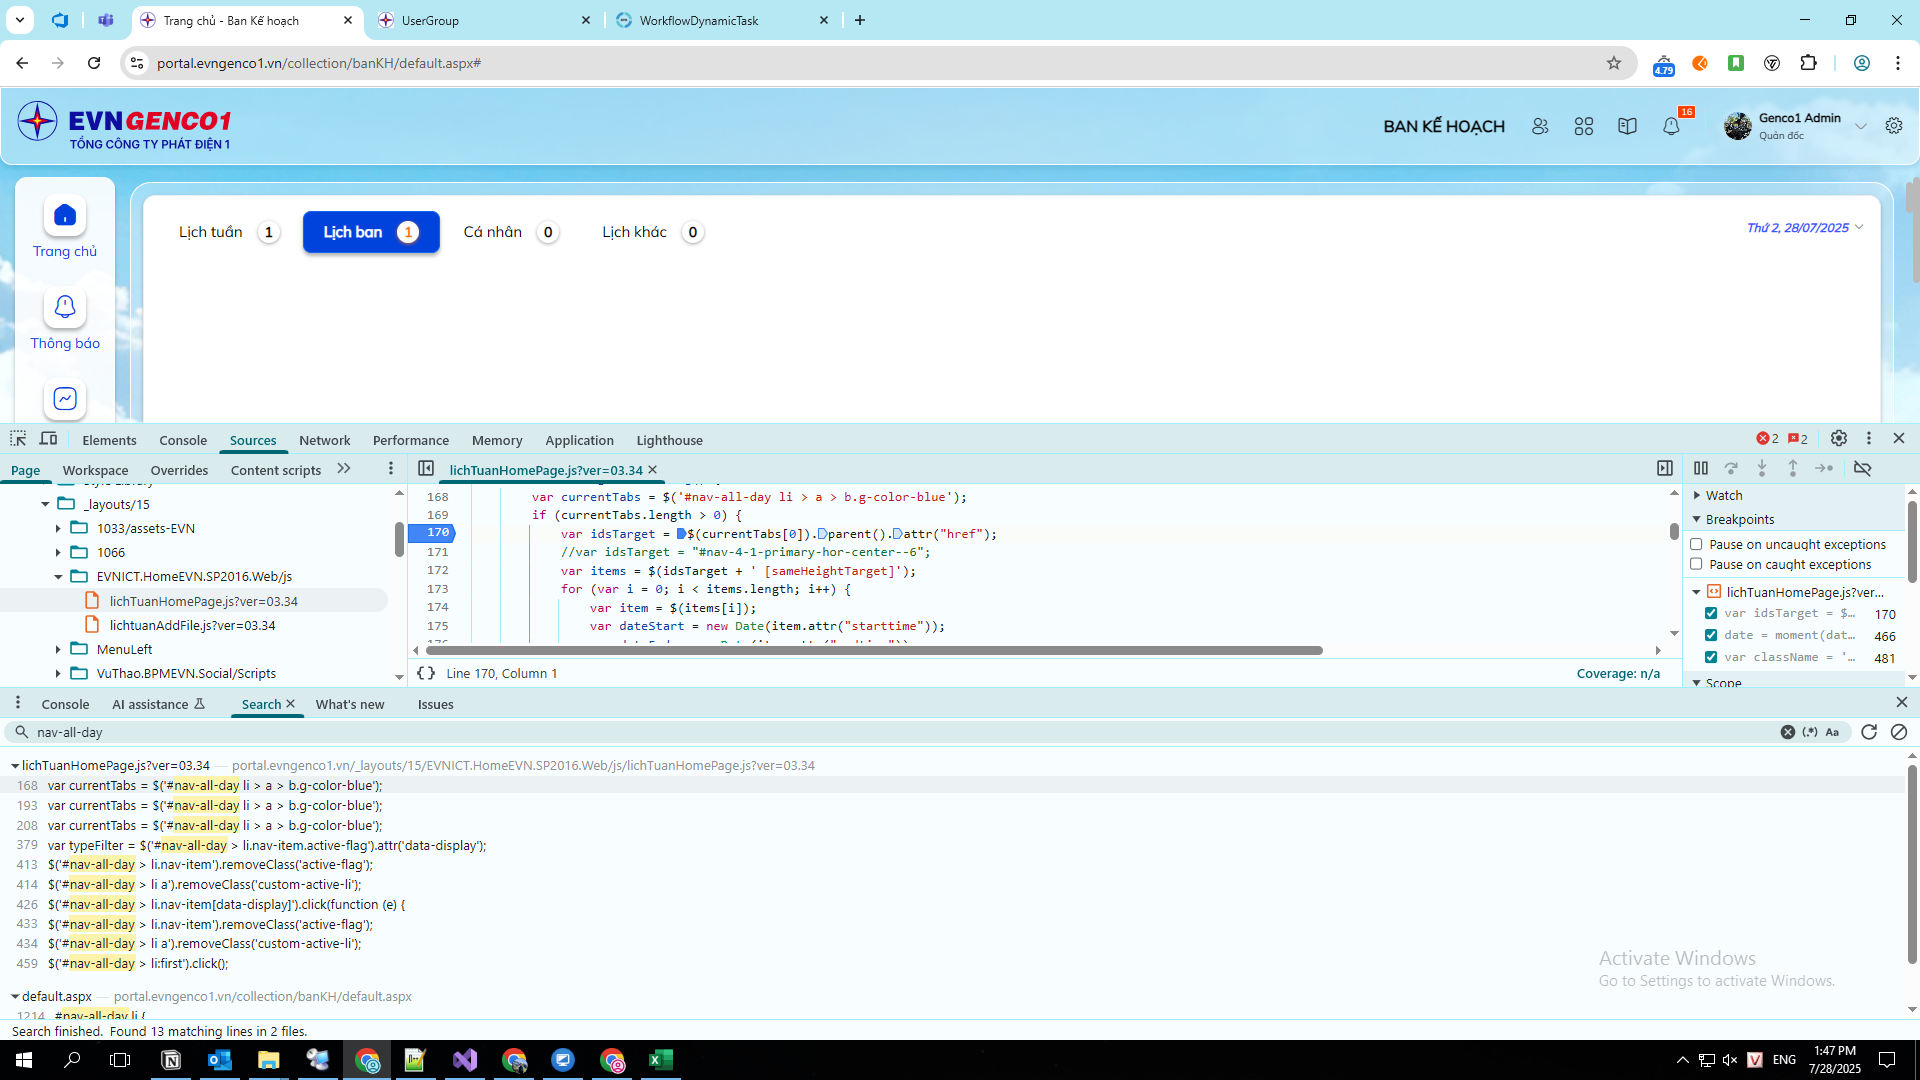 Trang chủ - Ban Kế hoạch
UserGroup
WorkflowDynamicTask
portal.evngenco1.vn/collection/banKH/default.aspx#
4.79
EVNGENCO1
TỔNG CÔNG TY PHÁT ĐIỆN 1
BAN KẾ HOẠCH
16
Genco1 Admin
Quản đốc
Trang chủ
Thông báo
Lịch tuần 1
Lịch ban 1
Cá nhân 0
Lịch khác 0
Thứ 2, 28/07/2025
Elements Console Sources Network Performance Memory Application Lighthouse
2 2
Page Workspace Overrides Content scripts
lichTuanHomePage.js?ver=03.34
_layouts/15
1033/assets-EVN
1066
EVNICT.HomeEVN.SP2016.Web/js
lichTuanHomePage.js?ver=03.34
lichtuanAddFile.js?ver=03.34
MenuLeft
VuThao.BPMEVN.Social/Scripts
168 var currentTabs = $('#nav-all-day li > a > b.g-color-blue');
169 if (currentTabs.length > 0) {
170 var idsTarget = $(currentTabs[0]).parent().attr("href");
171 //var idsTarget = "#nav-4-1-primary-hor-center--6";
172 var items = $(idsTarget + ' [sameHeightTarget]');
173 for (var i = 0; i < items.length; i++) {
174 var item = $(items[i]);
175 var dateStart = new Date(item.attr("starttime"));
{} Line 170, Column 1
Coverage: n/a
Watch
Breakpoints
Pause on uncaught exceptions
Pause on caught exceptions
lichTuanHomePage.js?ver...
var idsTarget = $… 170
date = moment(dat… 466
var className = '… 481
Scope
Console AI assistance Search What's new Issues
nav-all-day
(.*) Aa
lichTuanHomePage.js?ver=03.34 — portal.evngenco1.vn/_layouts/15/EVNICT.HomeEVN.SP2016.Web/js/lichTuanHomePage.js?ver=03.34
168 var currentTabs = $('#nav-all-day li > a > b.g-color-blue');
193 var currentTabs = $('#nav-all-day li > a > b.g-color-blue');
208 var currentTabs = $('#nav-all-day li > a > b.g-color-blue');
379 var typeFilter = $('#nav-all-day > li.nav-item.active-flag').attr('data-display');
413 $('#nav-all-day > li.nav-item').removeClass('active-flag');
414 $('#nav-all-day > li a').removeClass('custom-active-li');
426 $('#nav-all-day > li.nav-item[data-display]').click(function (e) {
433 $('#nav-all-day > li.nav-item').removeClass('active-flag');
434 $('#nav-all-day > li a').removeClass('custom-active-li');
459 $('#nav-all-day > li:first').click();
default.aspx — portal.evngenco1.vn/collection/banKH/default.aspx
1214 #nav-all-day li {
Search finished. Found 13 matching lines in 2 files.
Activate Windows
Go to Settings to activate Windows.
ENG
1:47 PM
7/28/2025